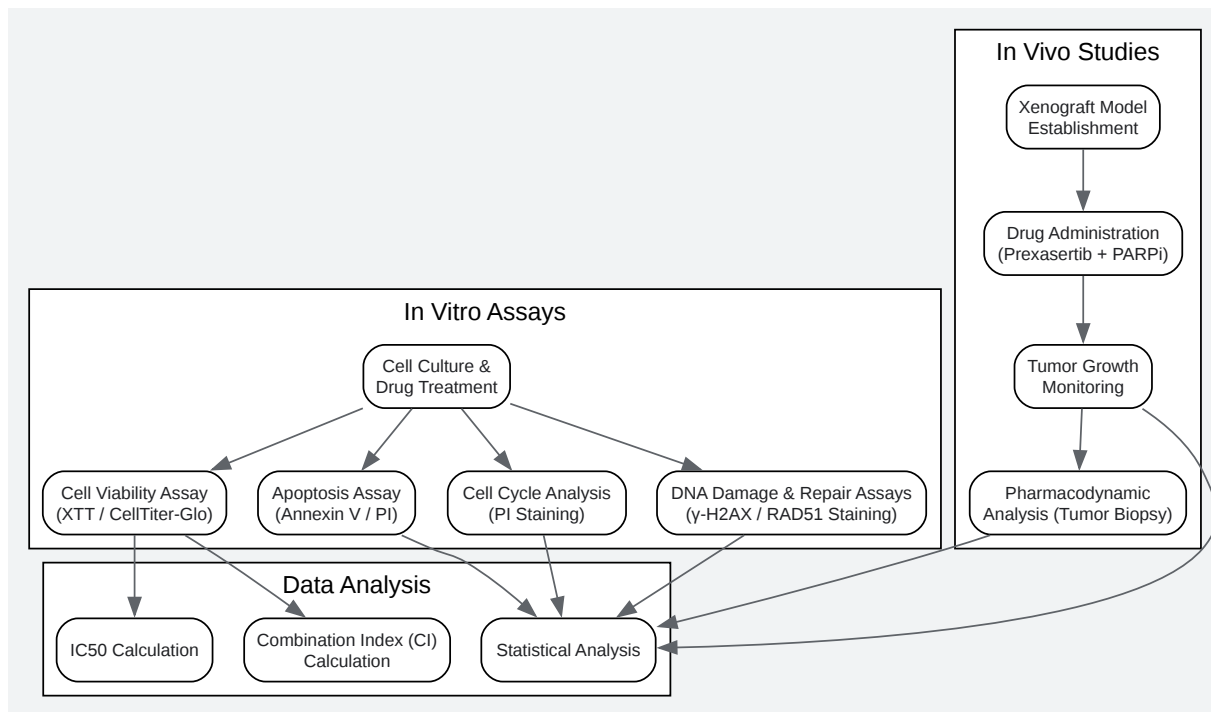 In Vivo Studies
Xenograft Model
Establishment
Drug Administration
(Prexasertib + PARPi)
Tumor Growth
Monitoring
Pharmacodynamic
Analysis (Tumor Biopsy)
In Vitro Assays
Cell Culture &
Drug Treatment
Cell Viability Assay
(XTT / CellTiter-Glo)
Apoptosis Assay
(Annexin V / PI)
Cell Cycle Analysis
(PI Staining)
DNA Damage & Repair Assays
(γ-H2AX / RAD51 Staining)
Data Analysis
IC50 Calculation
Combination Index (CI)
Calculation
Statistical Analysis